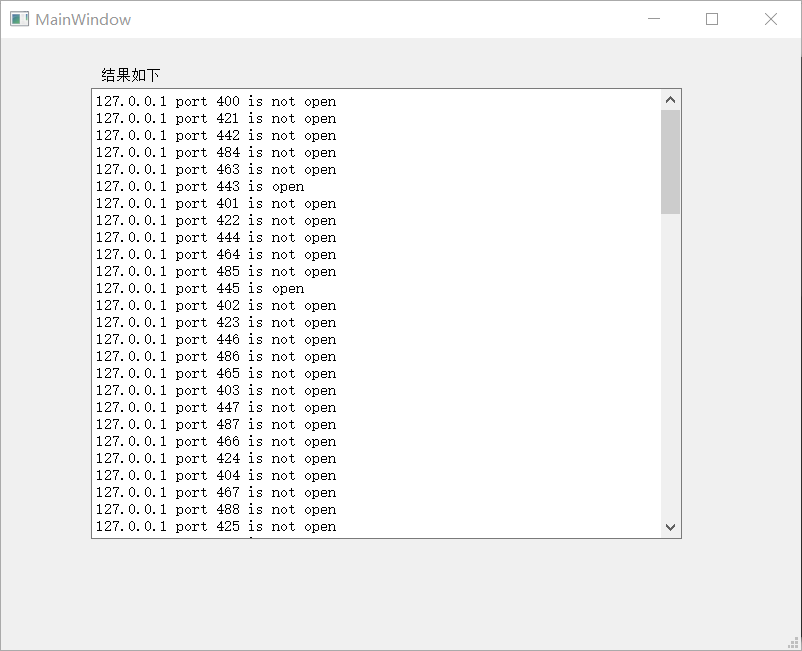 MainWindow
结果如下
127.0.0.1 port 400 is not open
127.0.0.1 port 421 is not open
127.0.0.1 port 442 is not open
127.0.0.1 port 484 is not open
127.0.0.1 port 463 is not open
127.0.0.1 port 443 is open
127.0.0.1 port 401 is not open
127.0.0.1 port 422 is not open
127.0.0.1 port 444 is not open
127.0.0.1 port 464 is not open
127.0.0.1 port 485 is not open
127.0.0.1 port 445 is open
127.0.0.1 port 402 is not open
127.0.0.1 port 423 is not open
127.0.0.1 port 446 is not open
127.0.0.1 port 486 is not open
127.0.0.1 port 465 is not open
127.0.0.1 port 403 is not open
127.0.0.1 port 447 is not open
127.0.0.1 port 487 is not open
127.0.0.1 port 466 is not open
127.0.0.1 port 424 is not open
127.0.0.1 port 404 is not open
127.0.0.1 port 467 is not open
127.0.0.1 port 488 is not open
127.0.0.1 port 425 is not open